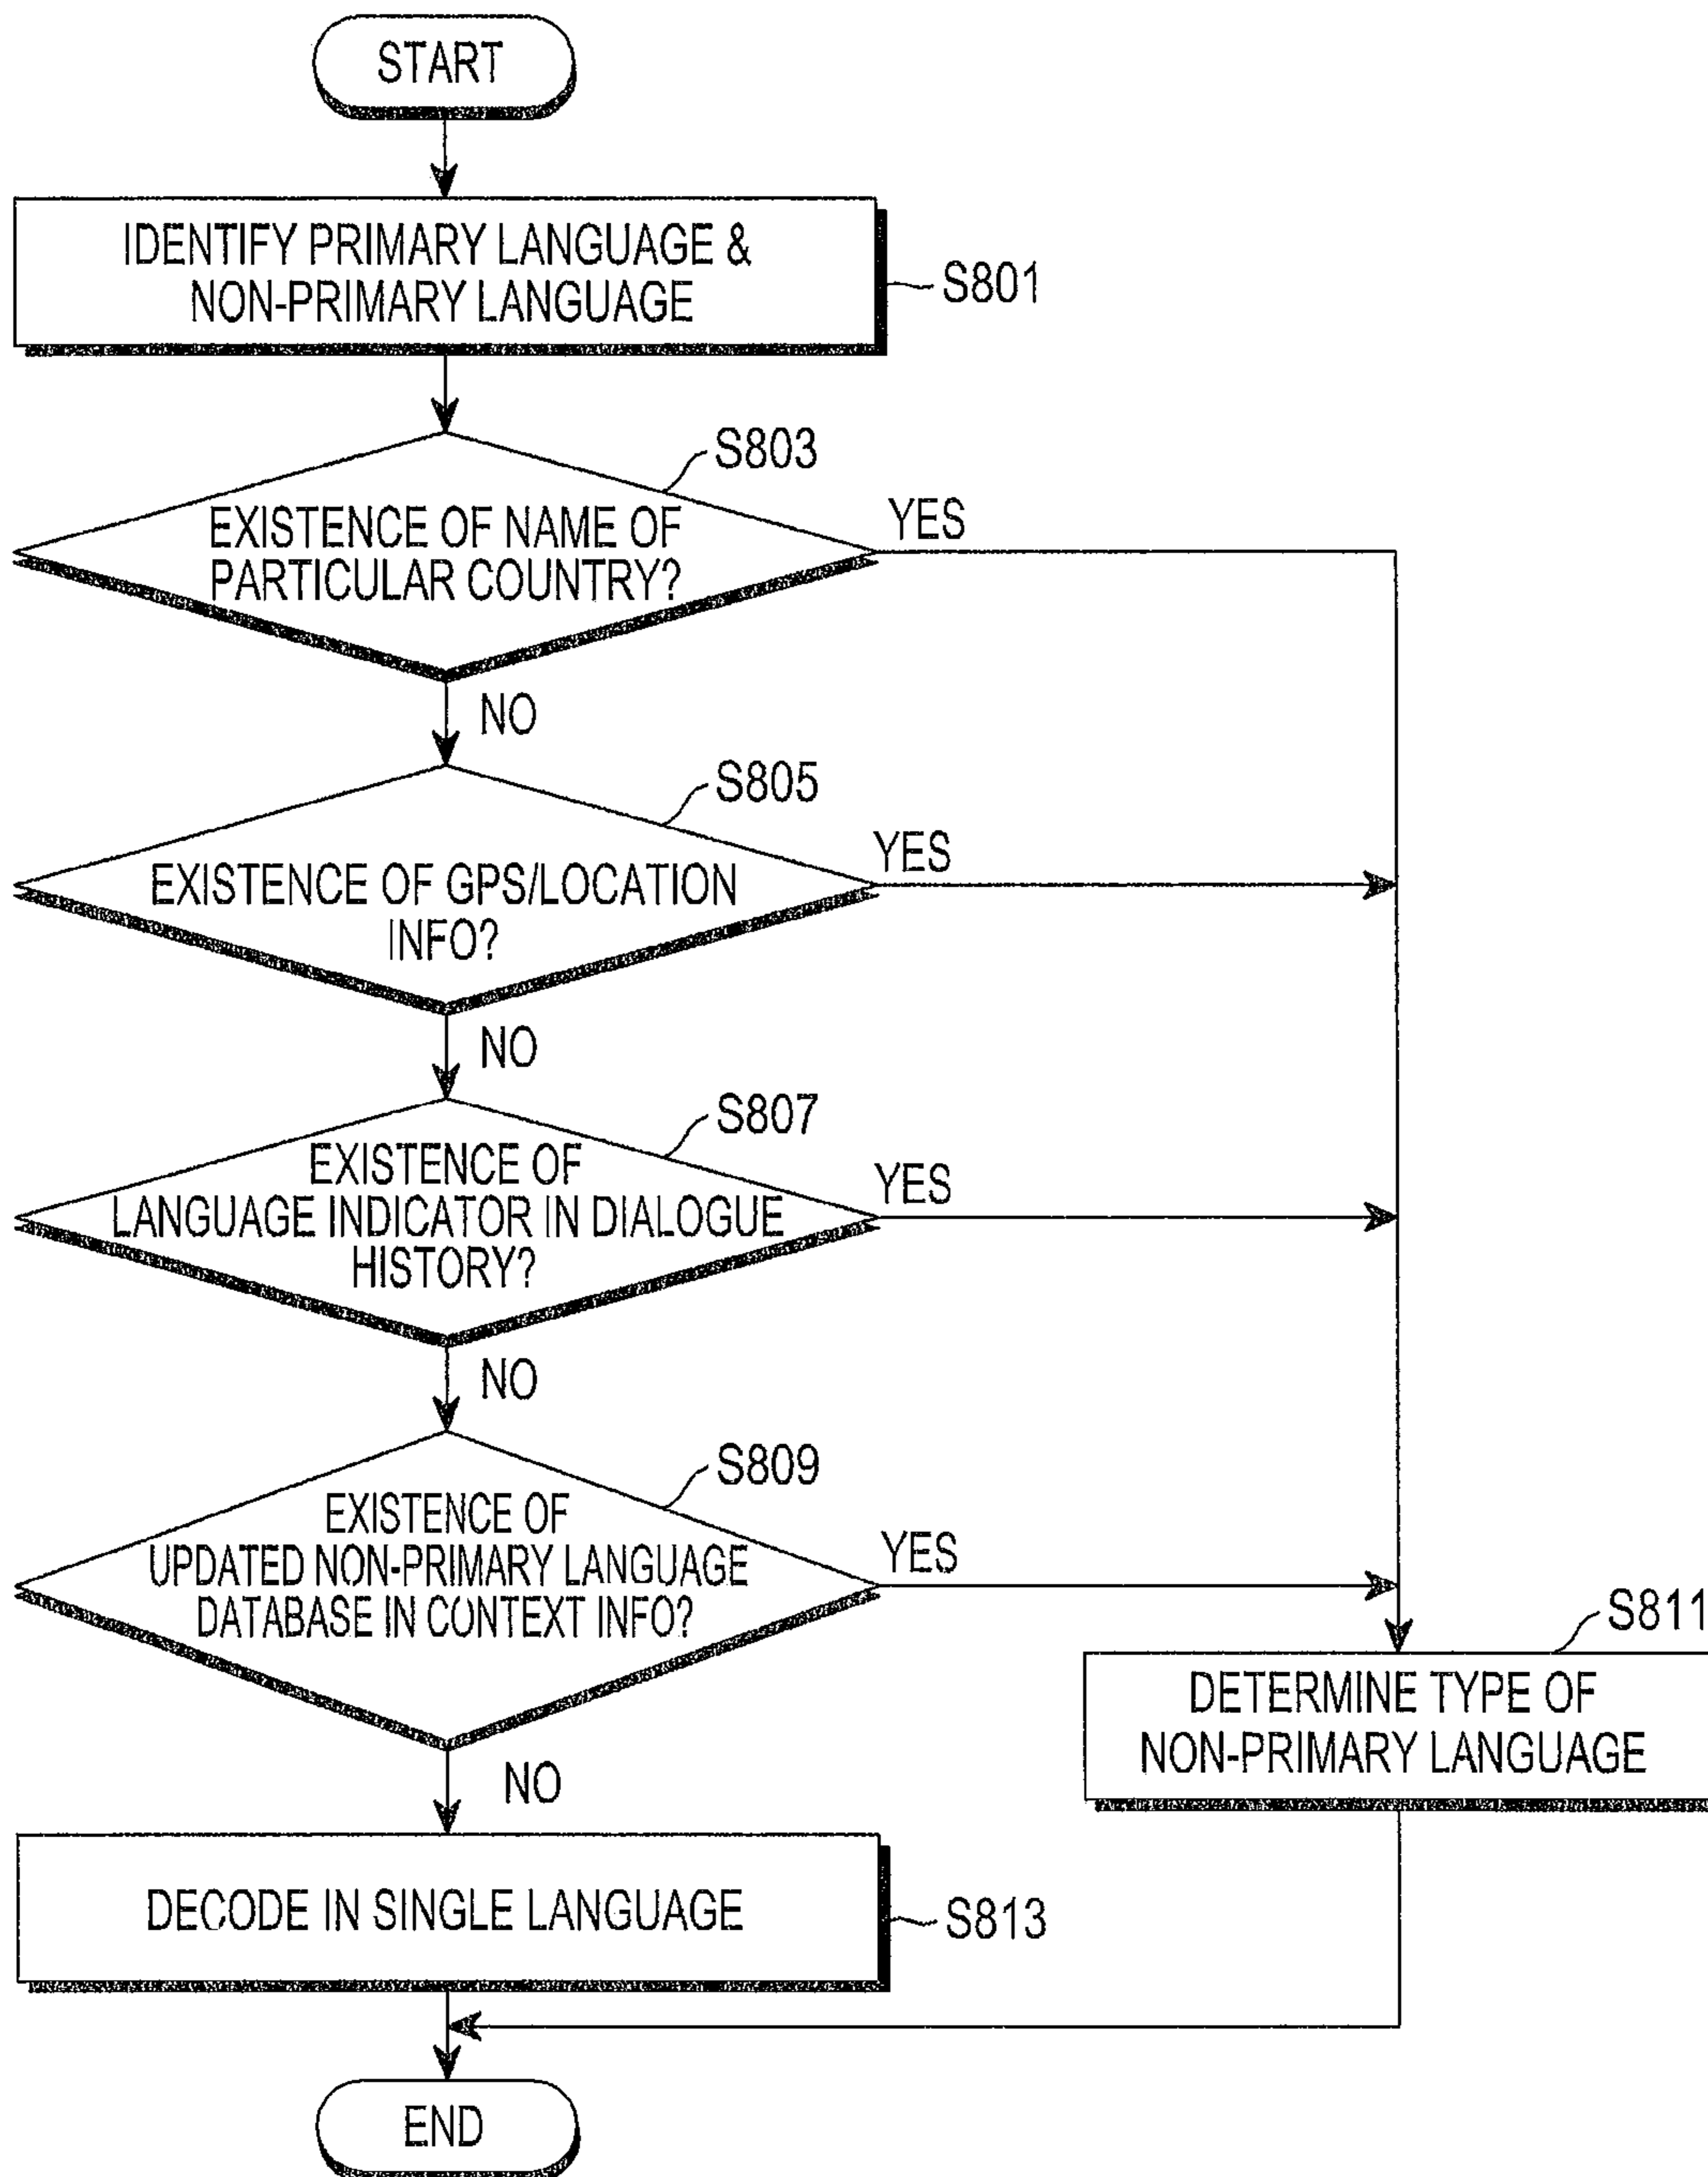 START
IDENTIFY PRIMARY LANGUAGE &
NON-PRIMARY LANGUAGE
S801
S803
EXISTENCE OF NAME OF
PARTICULAR COUNTRY?
YES
NO
S805
EXISTENCE OF GPS/LOCATION
INFO?
YES
NO
S807
EXISTENCE OF
LANGUAGE INDICATOR IN DIALOGUE
HISTORY?
YES
NO
S809
EXISTENCE OF
UPDATED NON-PRIMARY LANGUAGE
DATABASE IN CONTEXT INFO?
YES
S811
DETERMINE TYPE OF
NON-PRIMARY LANGUAGE
NO
DECODE IN SINGLE LANGUAGE
S813
END